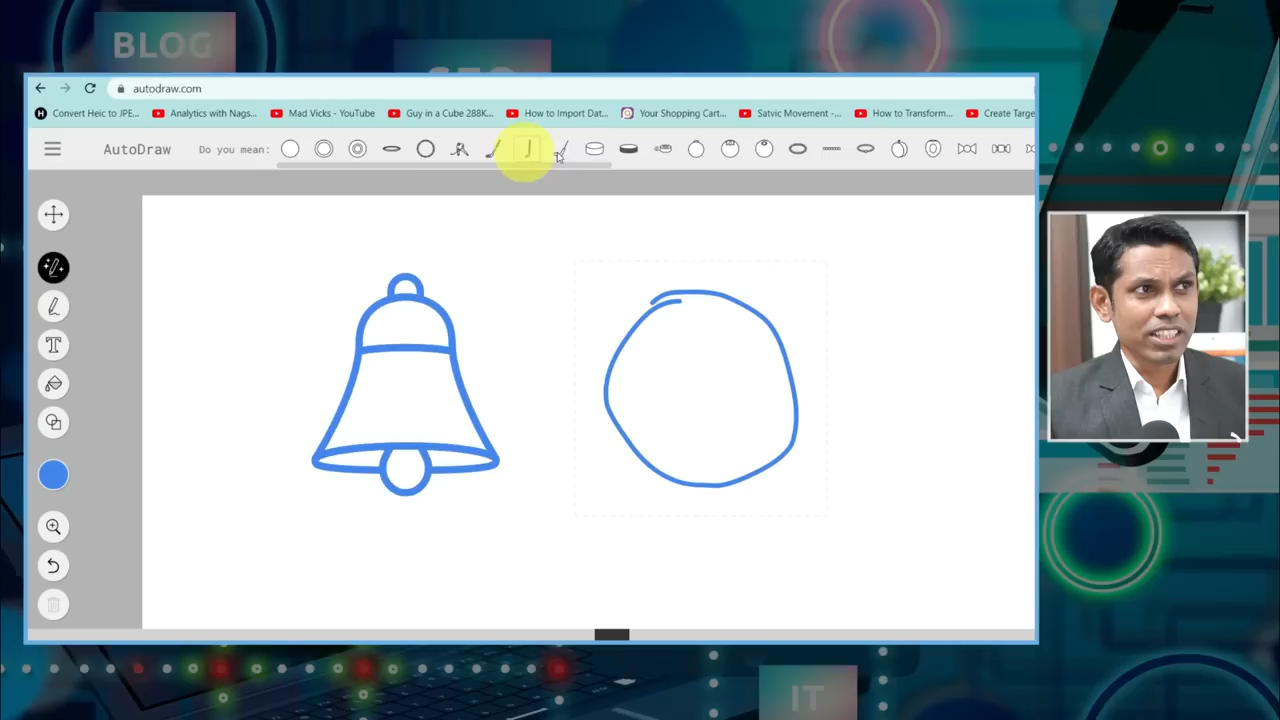 BLOG
autodraw.com
Convert Heic to JPE...
Analytics with Nags...
Mad Vicks - YouTube
Guy in a Cube 288K...
How to Import Dat...
Your Shopping Cart...
Satvic Movement -...
How to Transform...
Create Targe
AutoDraw
Do you mean:
T
IT